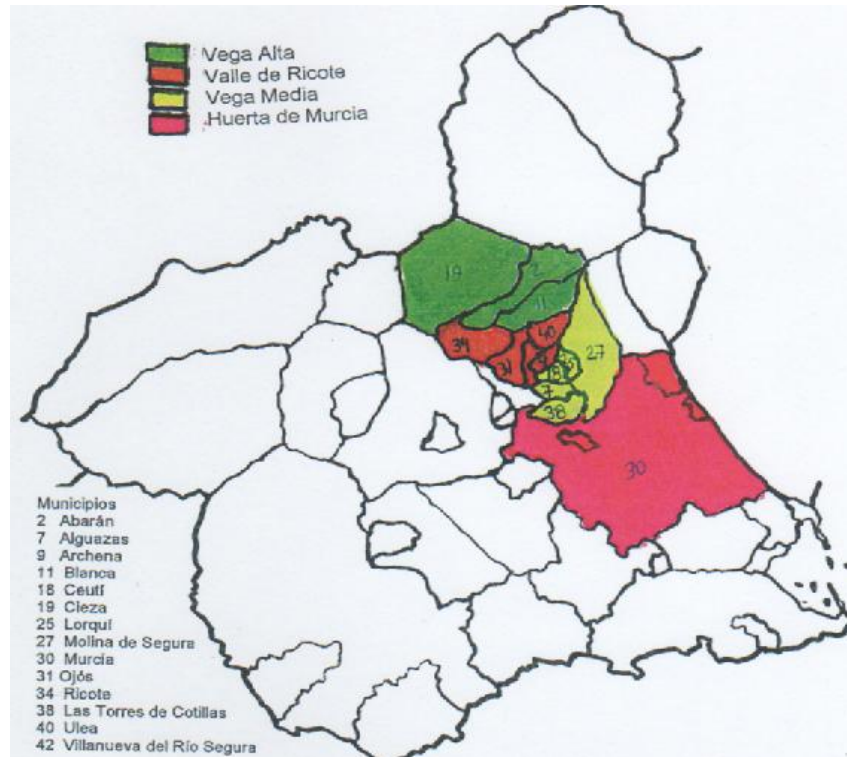 Vega Alta
Valle de Ricote
Vega Media
Huerta de Murcia
19
2
11
34
40
31
9
27
18
7
38
30
Municipios
2 Abarán
7 Alguazas
9 Archena
11 Blanca
18 Ceutí
19 Cieza
25 Lorquí
27 Molina de Segura
30 Murcia
31 Ojós
34 Ricote
38 Las Torres de Cotillas
40 Ulea
42 Villanueva del Río Segura